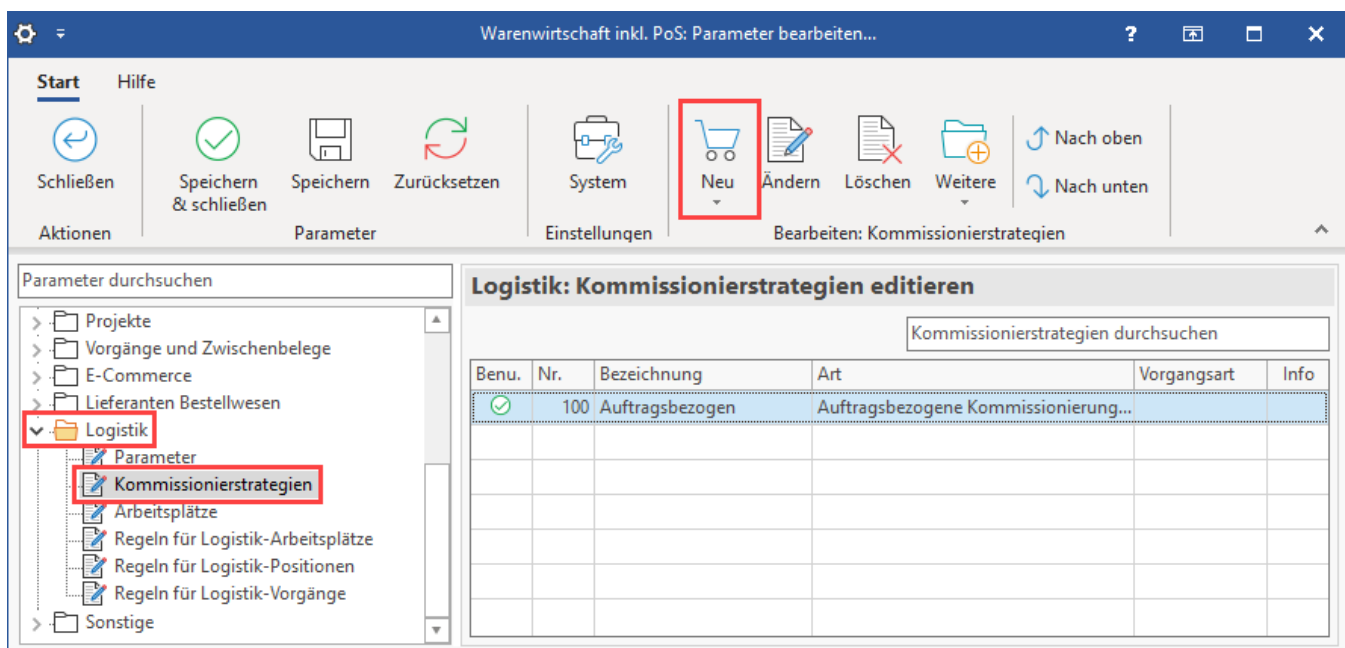 Warenwirtschaft inkl. PoS: Parameter bearbeiten...
?
Start Hilfe
Schließen
Speichern & schließen
Speichern
Zurücksetzen
System
Neu
Ändern
Löschen
Weitere
Nach oben
Nach unten
Aktionen
Parameter
Einstellungen
Bearbeiten: Kommissionierstrategien
Parameter durchsuchen
Projekte
Vorgänge und Zwischenbelege
E-Commerce
Lieferanten Bestellwesen
Logistik
Parameter
Kommissionierstrategien
Arbeitsplätze
Regeln für Logistik-Arbeitsplätze
Regeln für Logistik-Positionen
Regeln für Logistik-Vorgänge
Sonstige
Logistik: Kommissionierstrategien editieren
Kommissionierstrategien durchsuchen
Benu. Nr. Bezeichnung Art Vorgangsart Info
100 Auftragsbezogen Auftragsbezogene Kommissionierung...